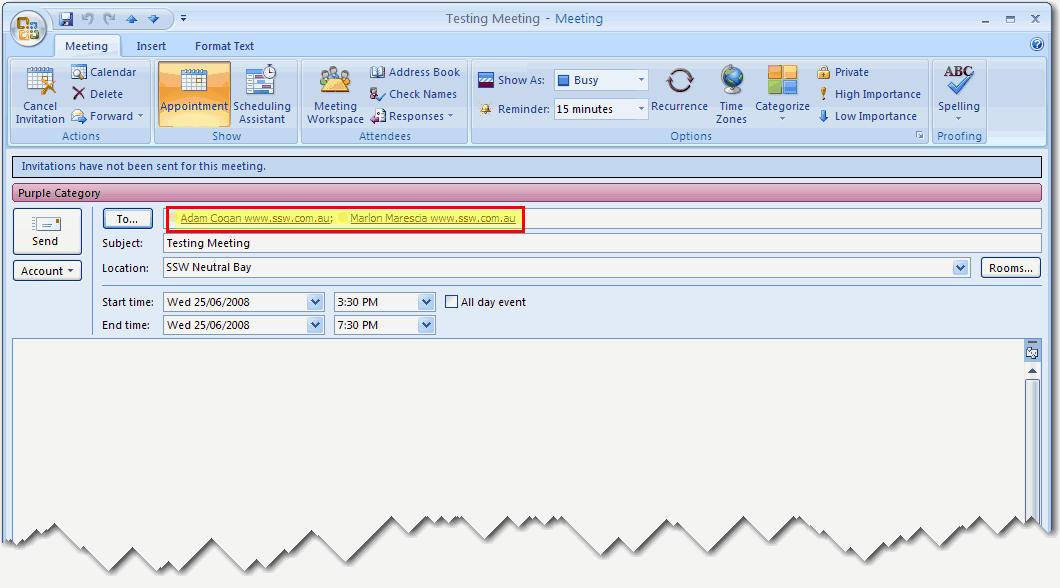 Testing Meeting - Meeting
Meeting Insert Format Text
Cancel Invitation
Calendar
Delete
Forward
Actions
Appointment
Scheduling Assistant
Show
Meeting Workspace
Address Book
Check Names
Responses
Attendees
Show As: Busy
Reminder: 15 minutes
Recurrence
Time Zones
Categorize
Private
High Importance
Low Importance
Options
ABC
Spelling
Proofing
Invitations have not been sent for this meeting.
Purple Category
Send
Account
To... Adam Cogan www.ssw.com.au; Marlon Marescia www.ssw.com.au
Subject: Testing Meeting
Location: SSW Neutral Bay Rooms...
Start time: Wed 25/06/2008 3:30 PM All day event
End time: Wed 25/06/2008 7:30 PM